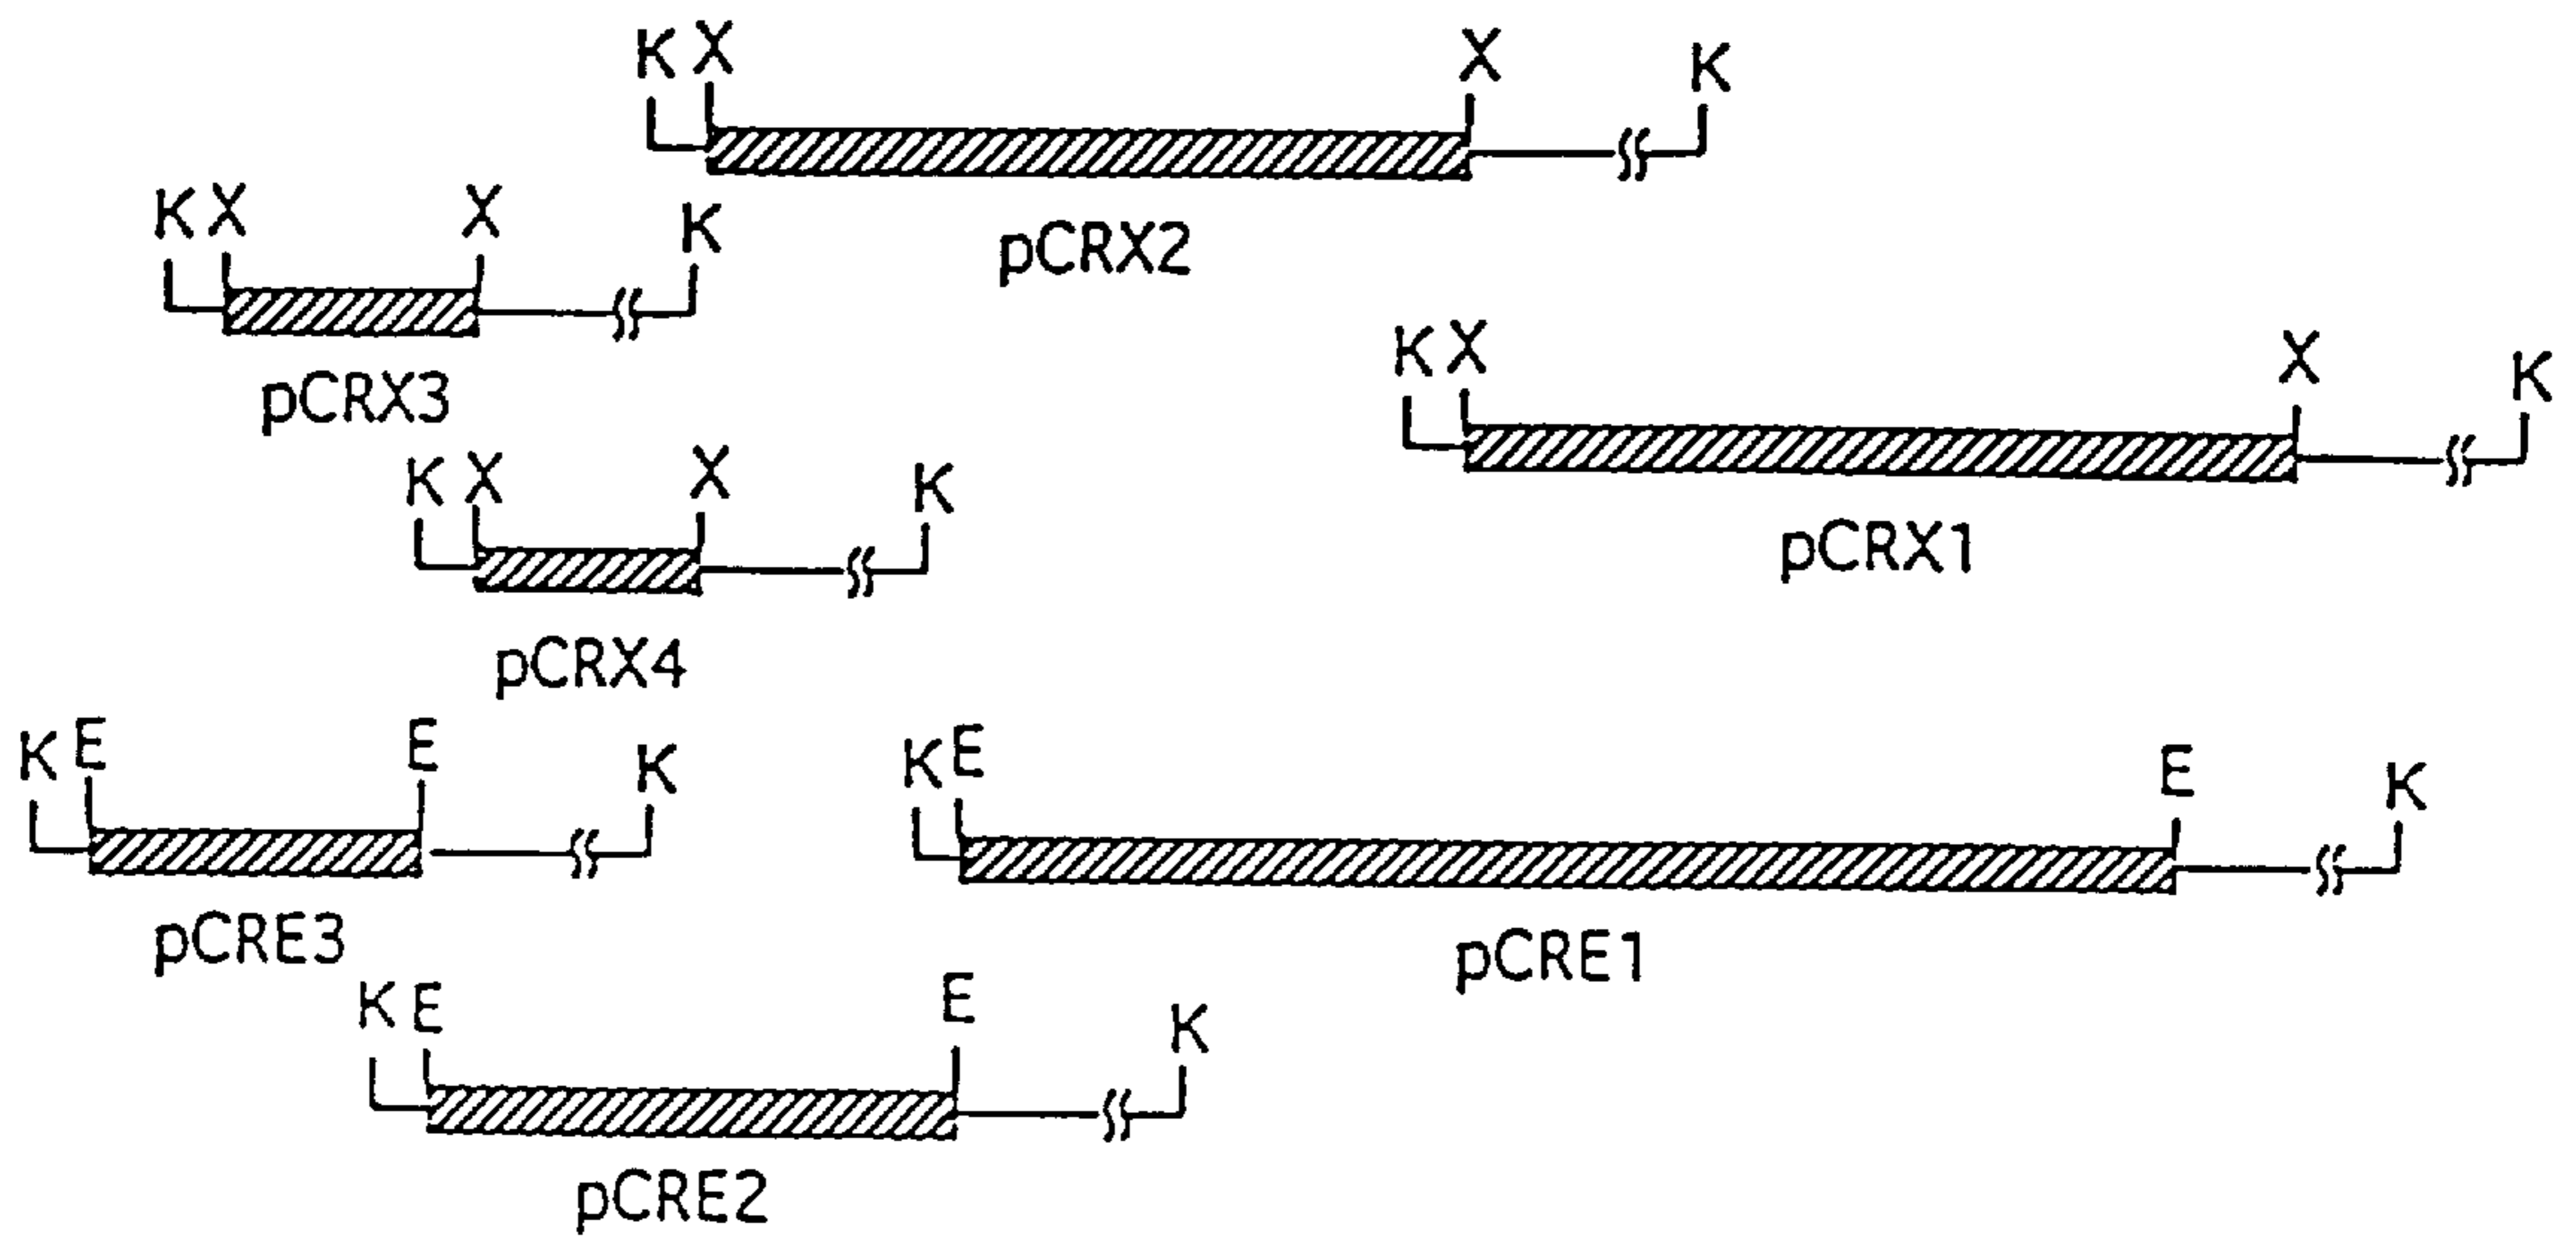 K X X K
pCRX2
K X X K
pCRX3
K X X K
pCRX1
K X X K
pCRX4
K E E K
pCRE3
K E E K
pCRE1
K E E K
pCRE2